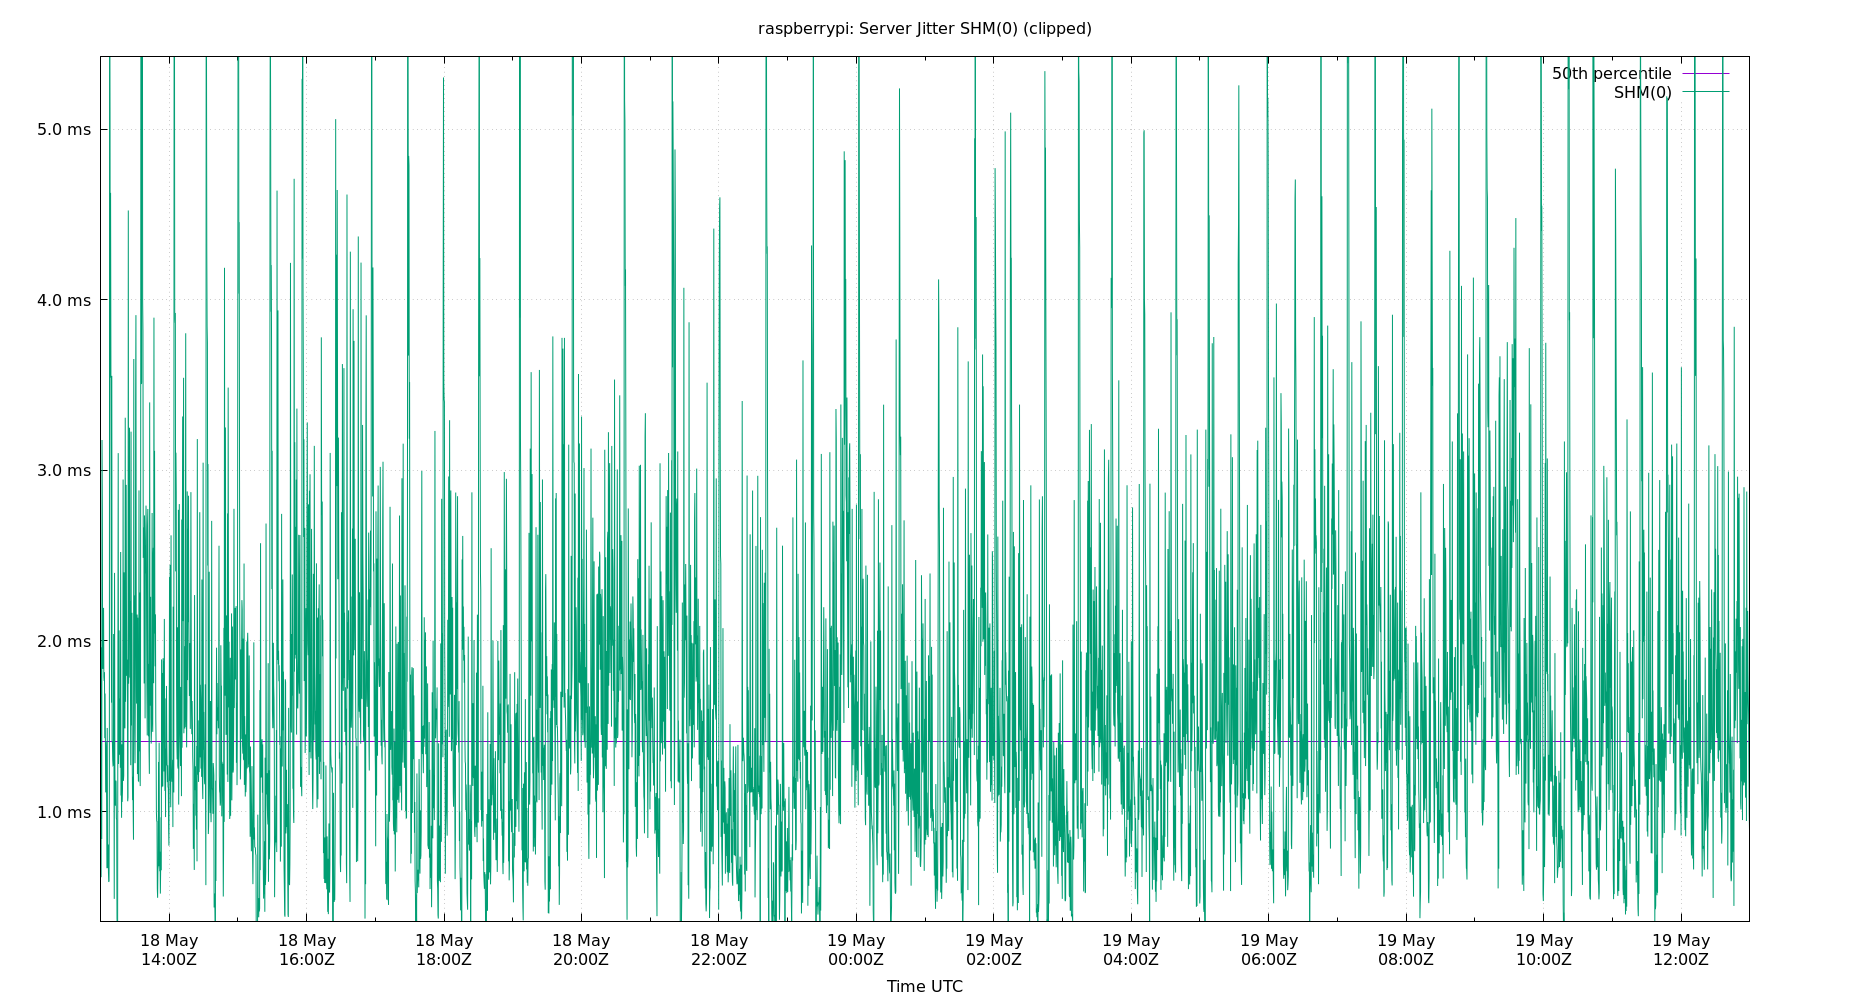 raspberrypi: Server Jitter SHM(0) (clipped)
50th percentile
SHM(0)
5.0 ms
4.0 ms
3.0 ms
2.0 ms
1.0 ms
18 May 18 May 18 May 18 May 18 May 19 May 19 May 19 May 19 May 19 May 19 May 19 May
14:00Z 16:00Z 18:00Z 20:00Z 22:00Z 00:00Z 02:00Z 04:00Z 06:00Z 08:00Z 10:00Z 12:00Z
Time UTC